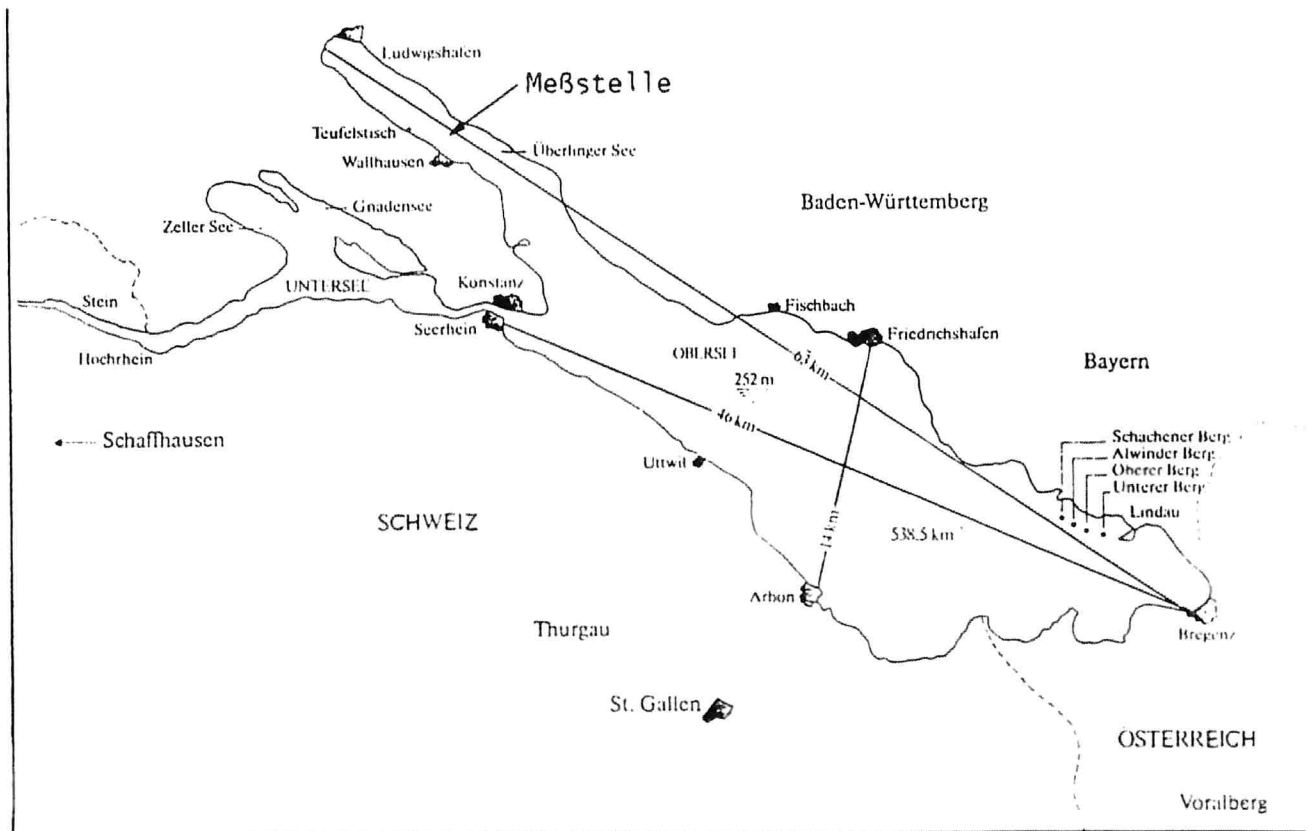 Ludwigshafen
Meßstelle
Teufelstisch
Überlinger See
Wallhausen
Baden-Württemberg
Gnadensee
Zeller See
Konstanz
UNTERSEE
Fischbach
Stein
Seerhein
Friedrichshafen
Hochrhein
OBERSEE
63 km
Bayern
252 m
46 km
Schaffhausen
Schachener Berg
Alwinder Berg
Oberer Berg
Unterer Berg
Uttwil
Lindau
SCHWEIZ
14 km
538.5 km²
Arbon
Thurgau
Bregenz
St. Gallen
ÖSTERREICH
Voralberg